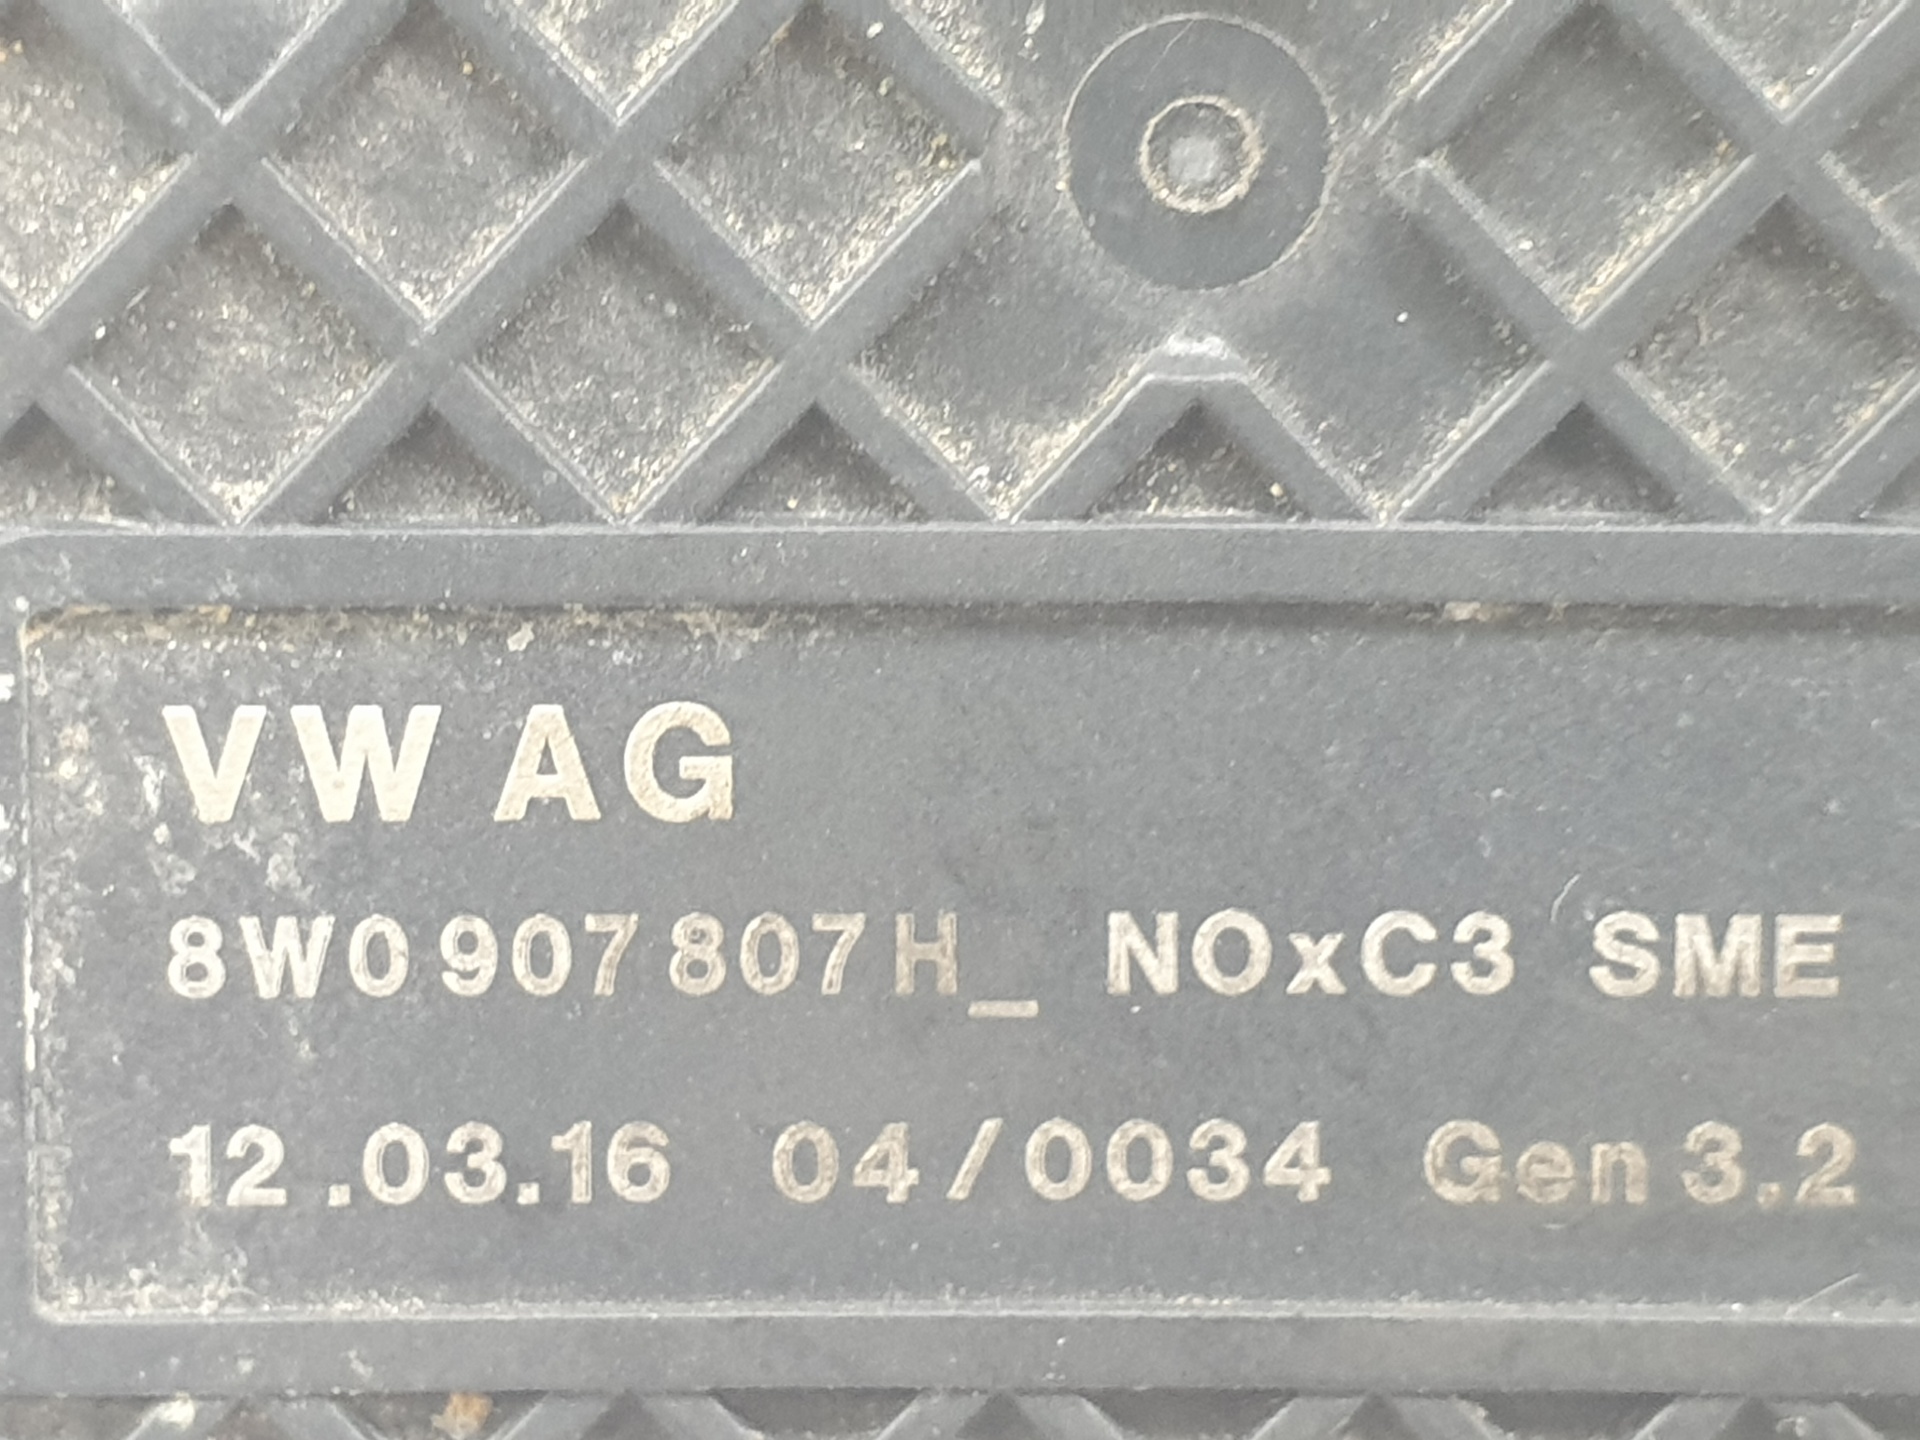 VW AG
8W0 907 807 H_ NOxC3 SME
12.03.16 04/0034 Gen 3.2